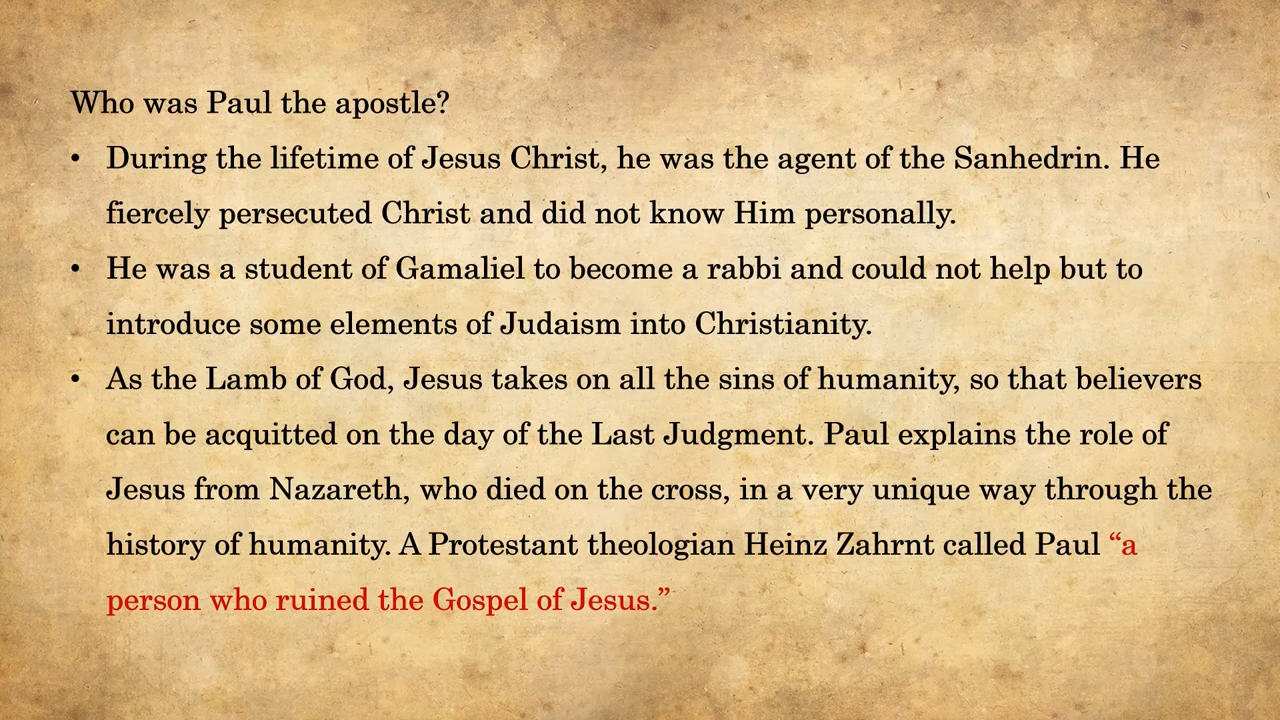 Who was Paul the apostle?
• During the lifetime of Jesus Christ, he was the agent of the Sanhedrin. He
fiercely persecuted Christ and did not know Him personally.
• He was a student of Gamaliel to become a rabbi and could not help but to
introduce some elements of Judaism into Christianity.
• As the Lamb of God, Jesus takes on all the sins of humanity, so that believers
can be acquitted on the day of the Last Judgment. Paul explains the role of
Jesus from Nazareth, who died on the cross, in a very unique way through the
history of humanity. A Protestant theologian Heinz Zahrnt called Paul “a
person who ruined the Gospel of Jesus.”